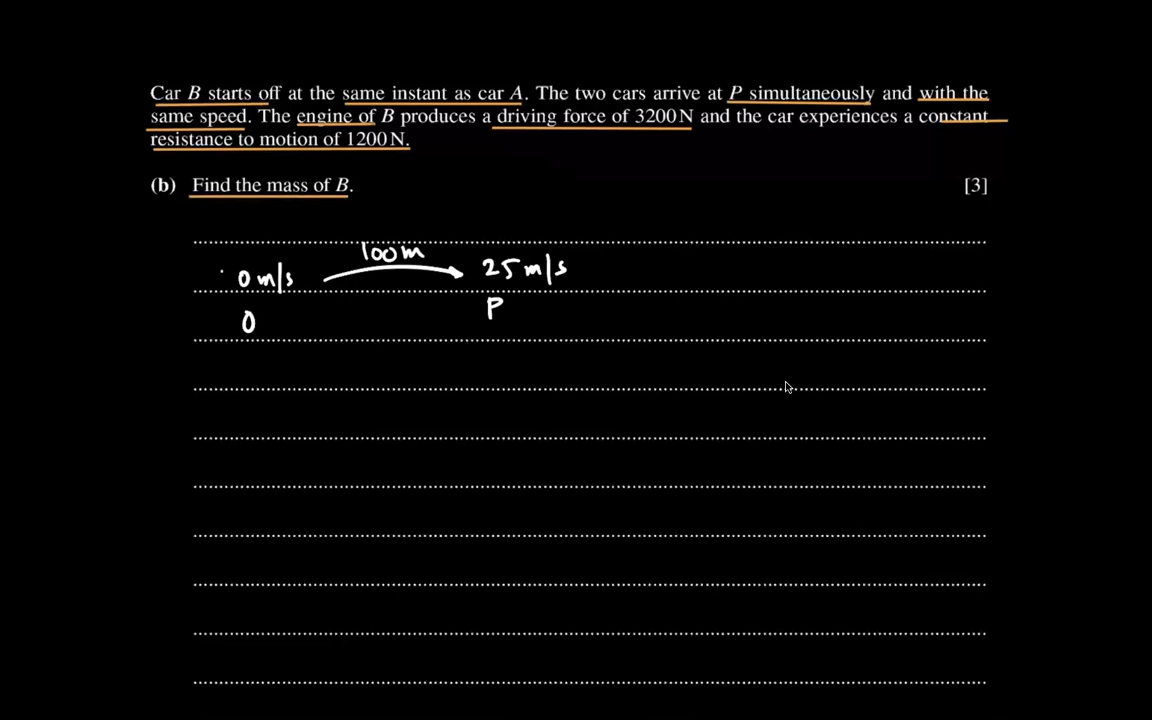 Car B starts off at the same instant as car A. The two cars arrive at P simultaneously and with the
same speed. The engine of B produces a driving force of 3200 N and the car experiences a constant
resistance to motion of 1200 N.
(b) Find the mass of B. [3]
100m
0 m/s 25 m/s
O P